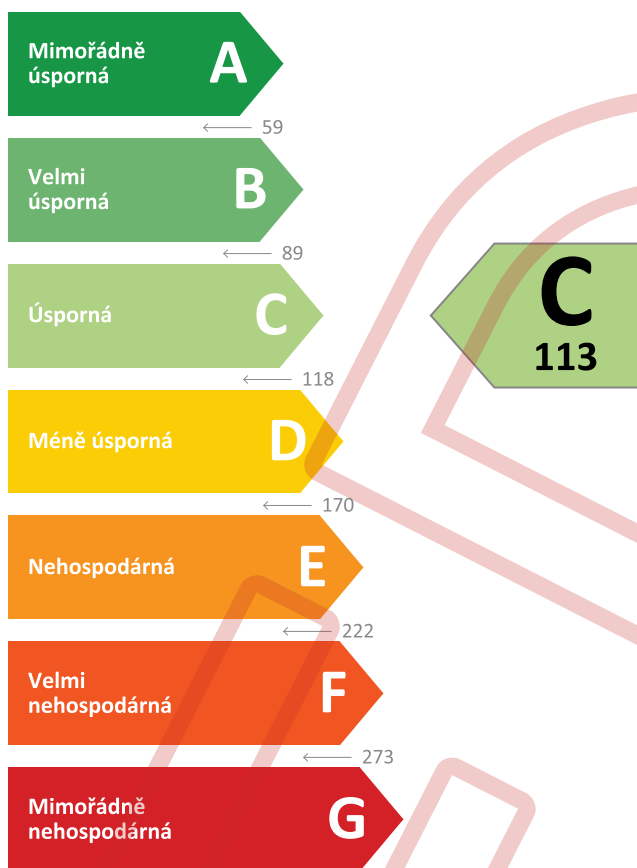 Mimořádně
úsporná
A
59
Velmi
úsporná
B
89
Úsporná
C
C
113
118
Méně úsporná
D
170
Nehospodárná
E
222
Velmi
nehospodárná
F
273
Mimořádně
nehospodárná
G